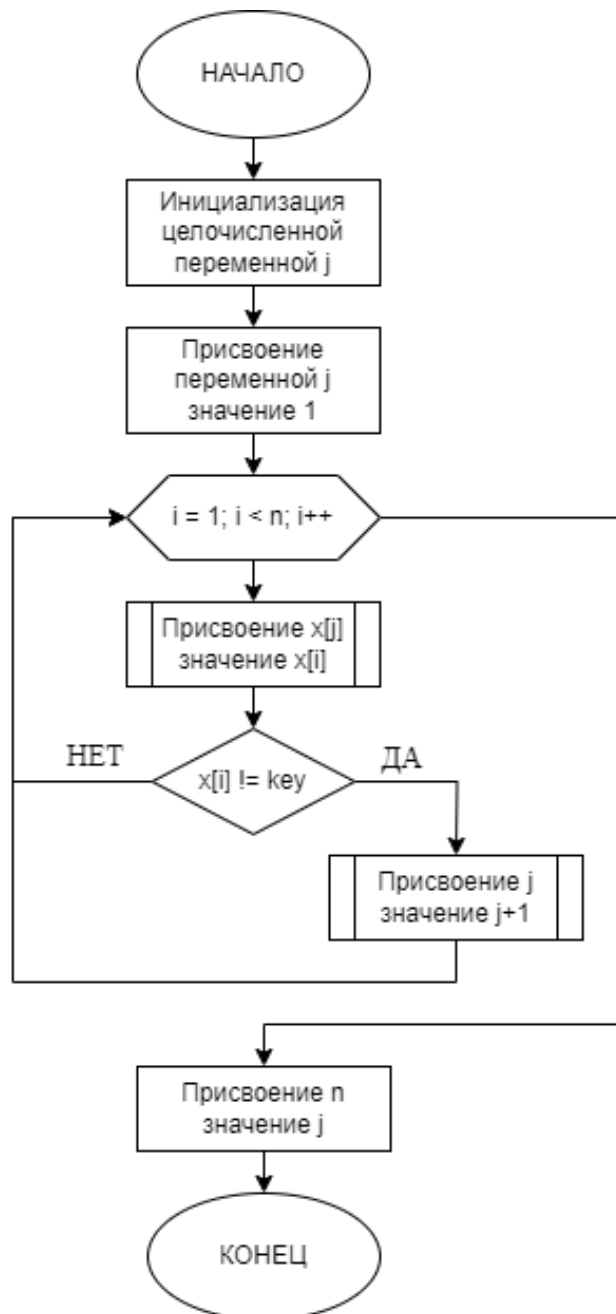 НАЧАЛО
Инициализация
целочисленной
переменной j
Присвоение
переменной j
значение 1
i = 1; i < n; i++
Присвоение x[j]
значение x[i]
НЕТ
x[i] != key
ДА
Присвоение j
значение j+1
Присвоение n
значение j
КОНЕЦ